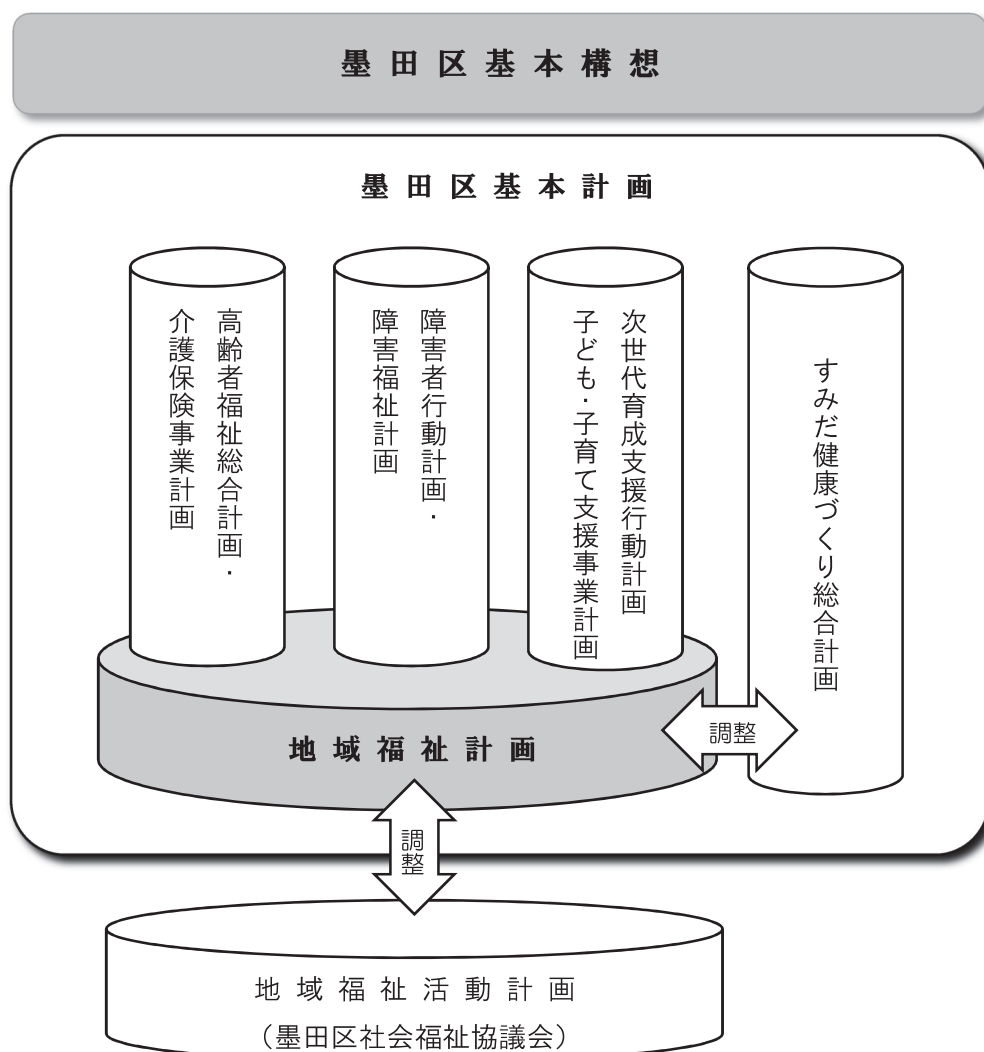 墨田区基本構想
墨田区基本計画
高齢者福祉総合計画・
介護保険事業計画
障害者行動計画・
障害福祉計画
次世代育成支援行動計画
子ども・子育て支援事業計画
すみだ健康づくり総合計画
地域福祉計画
調整
調整
地域福祉活動計画
（墨田区社会福祉協議会）